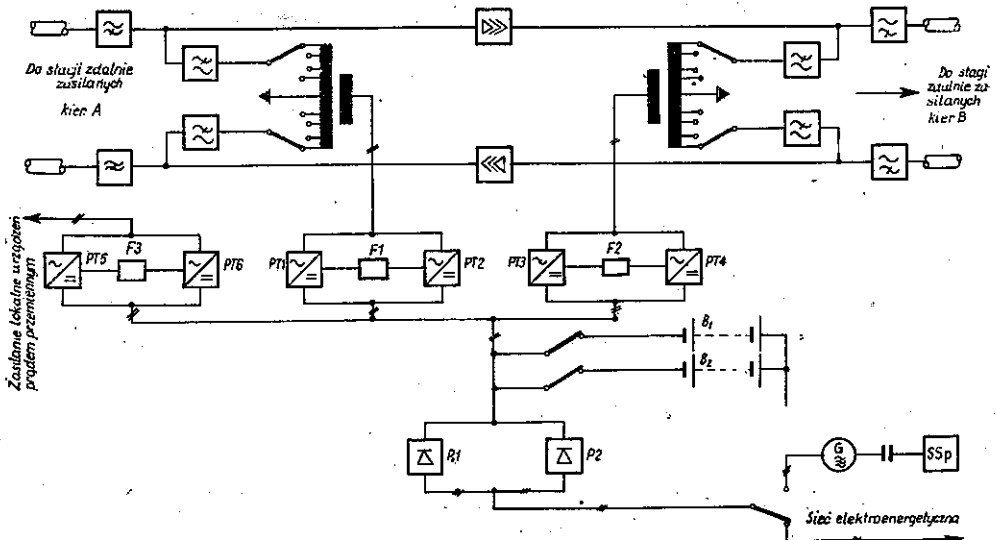 Do stacji zdalnie
zasilanych
kier. A
Do stagi
zdalnie za-
silanych
kier B
Zasilanie lokalne urządzeń
prądem przemiennym
PT5
F3
PT6
PT1
F1
PT2
PT3
F2
PT4
B1
B2
P1
P2
G
SSp
Sieć elektroenergetyczna